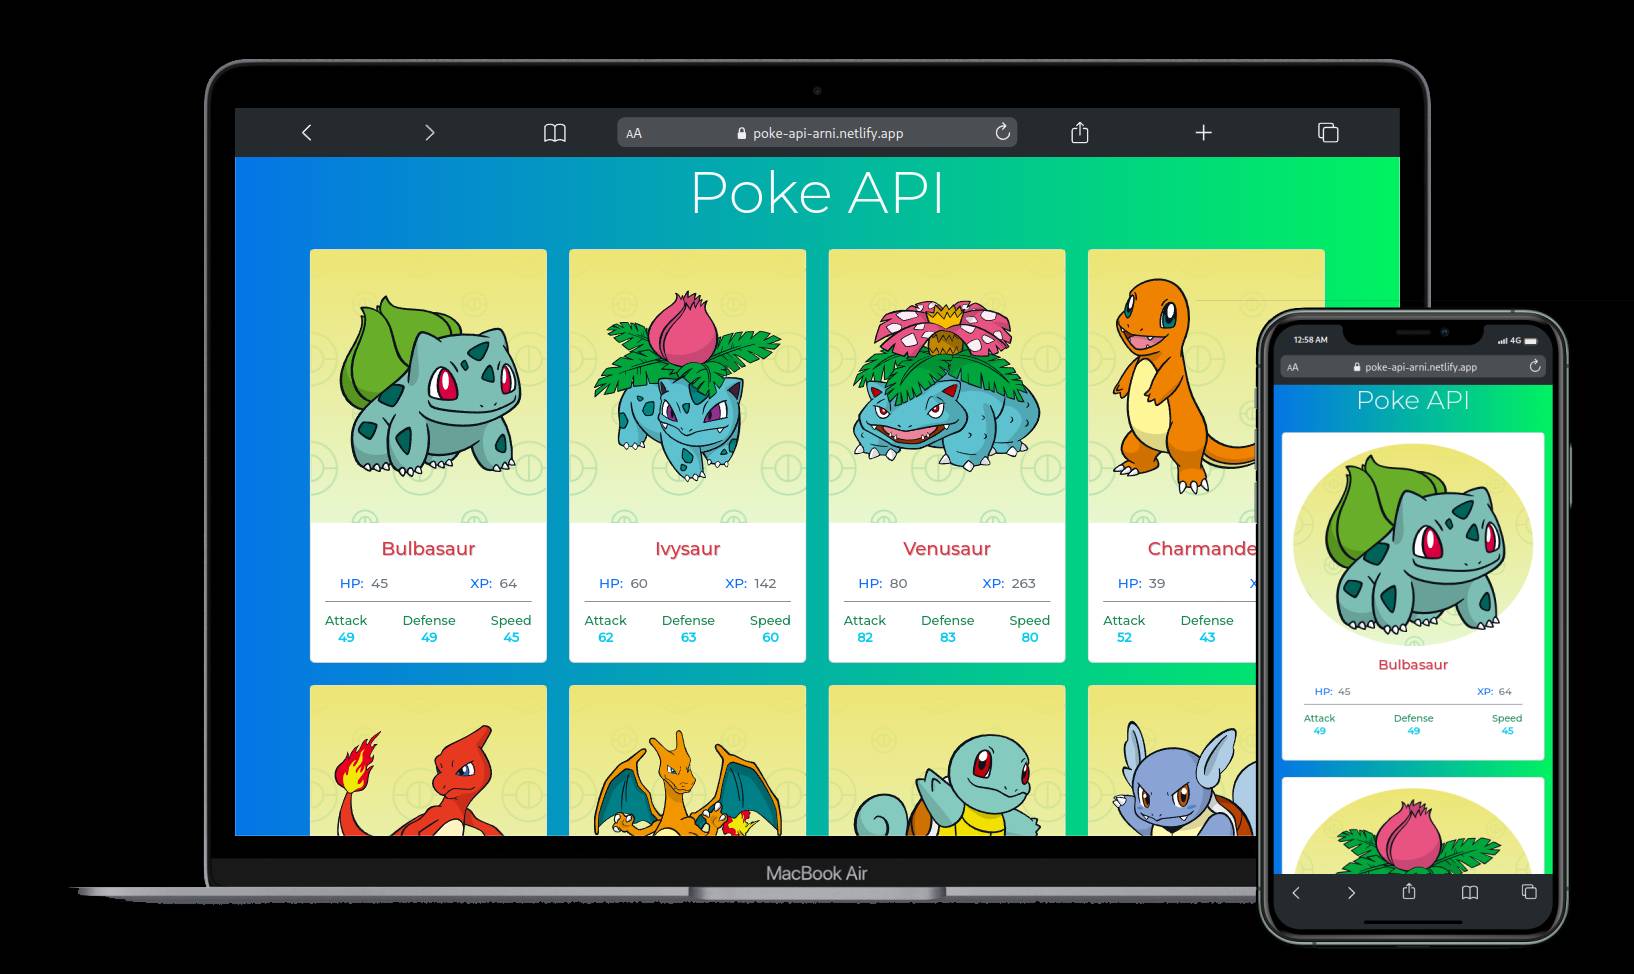 AA poke-api-arni.netlify.app
Poke API
Bulbasaur
HP: 45 XP: 64
Attack Defense Speed
49 49 45
Ivysaur
HP: 60 XP: 142
Attack Defense Speed
62 63 60
Venusaur
HP: 80 XP: 263
Attack Defense Speed
82 83 80
Charmande
HP: 39 X
Attack Defense
52 43
MacBook Air
12:58 AM 4G
AA poke-api-arni.netlify.app
Poke API
Bulbasaur
HP: 45 XP: 64
Attack Defense Speed
49 49 45